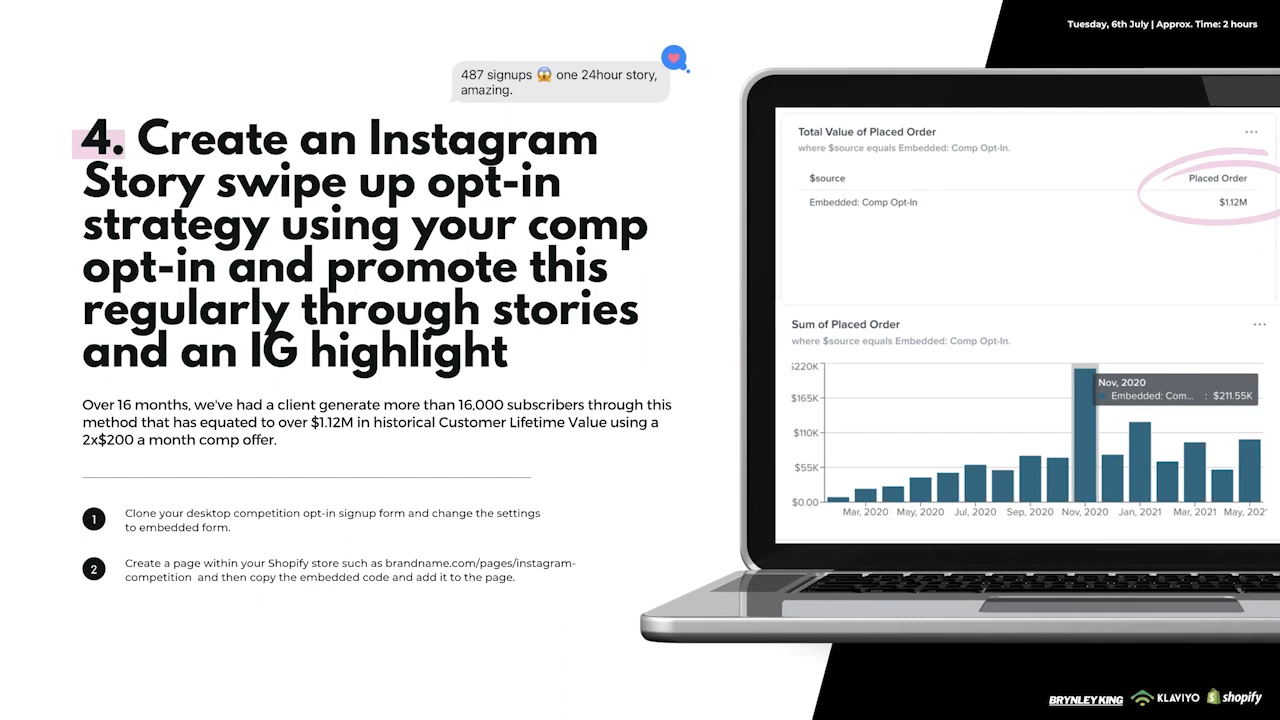 Tuesday, 6th July | Approx. Time: 2 hours
487 signups 😱 one 24hour story,
amazing.
4. Create an Instagram
Story swipe up opt-in
strategy using your comp
opt-in and promote this
regularly through stories
and an IG highlight
Over 16 months, we've had a client generate more than 16,000 subscribers through this
method that has equated to over $1.12M in historical Customer Lifetime Value using a
2x$200 a month comp offer.
1 Clone your desktop competition opt-in signup form and change the settings
to embedded form.
2 Create a page within your Shopify store such as brandname.com/pages/instagram-
competition and then copy the embedded code and add it to the page.
Total Value of Placed Order
where $source equals Embedded: Comp Opt-In.
$source Placed Order
Embedded: Comp Opt-In $1.12M
Sum of Placed Order
where $source equals Embedded: Comp Opt-In.
$220K
$165K
$110K
$55K
$0.00
Nov, 2020
Embedded: Com... : $211.55K
Mar, 2020 May, 2020 Jul, 2020 Sep, 2020 Nov, 2020 Jan, 2021 Mar, 2021 May, 202
BRYNLEY KING KLAVIYO shopify